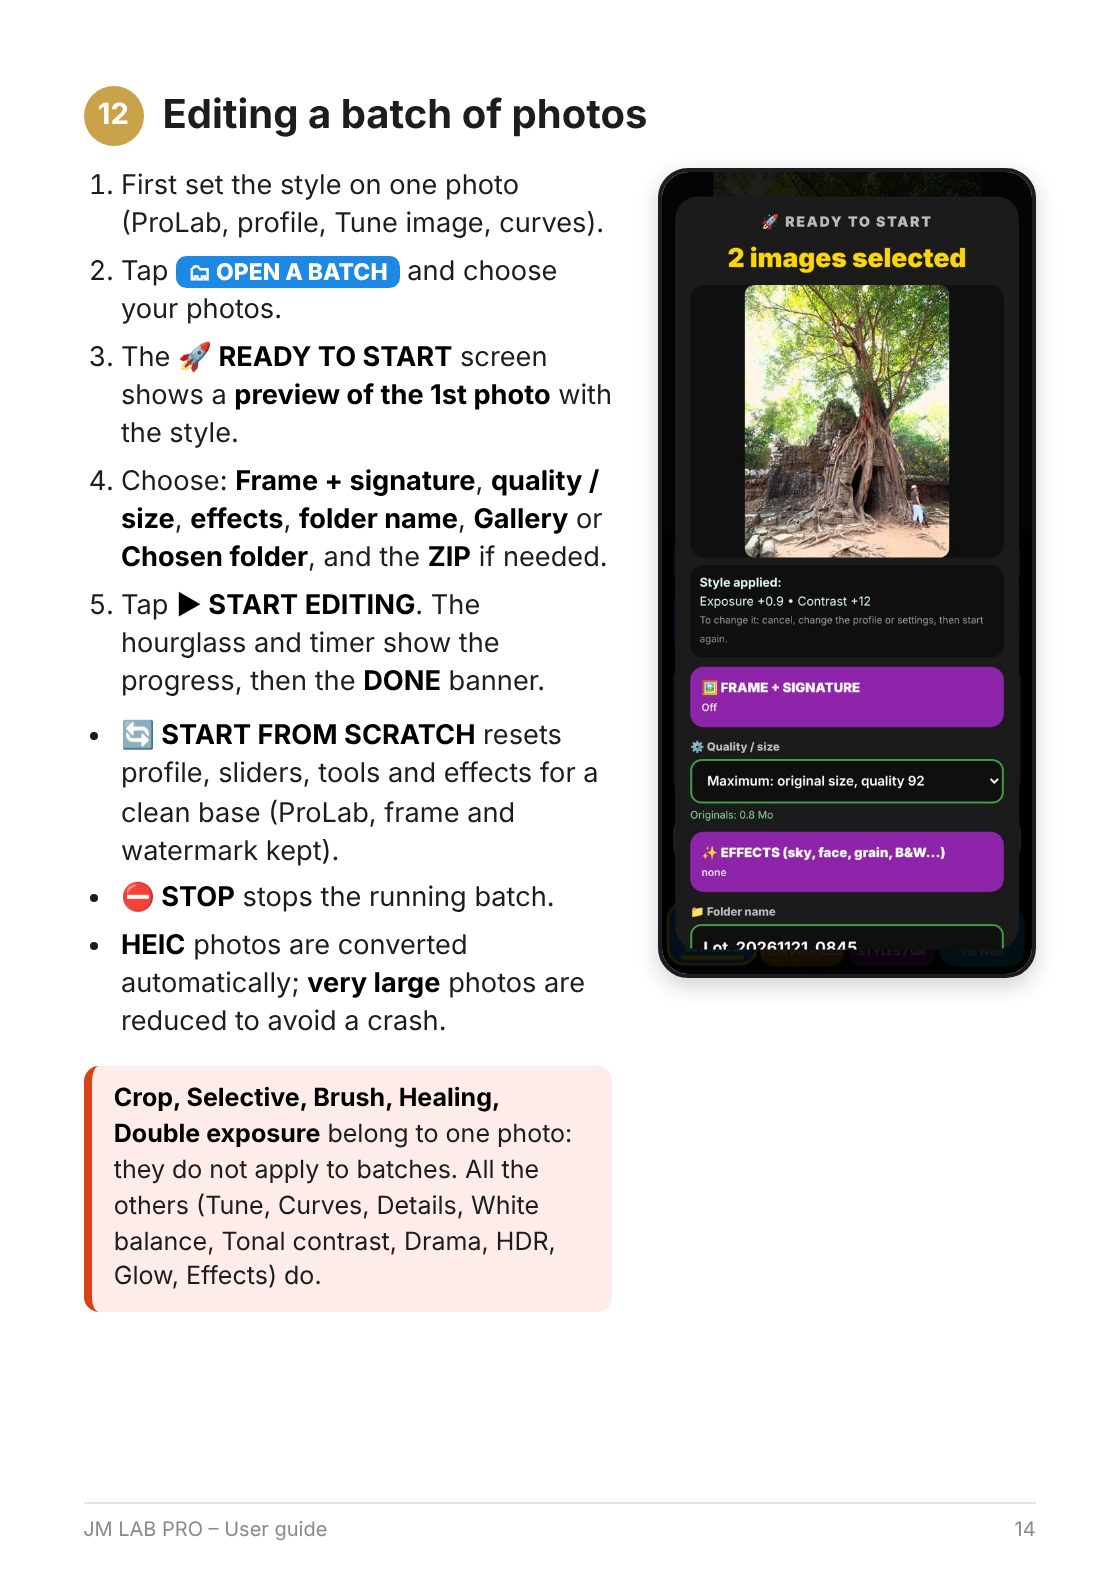 12 Editing a batch of photos
1. First set the style on one photo
(ProLab, profile, Tune image, curves).
2. Tap 🗂 OPEN A BATCH and choose
your photos.
3. The 🚀 READY TO START screen
shows a preview of the 1st photo with
the style.
4. Choose: Frame + signature, quality /
size, effects, folder name, Gallery or
Chosen folder, and the ZIP if needed.
5. Tap ▶ START EDITING. The
hourglass and timer show the
progress, then the DONE banner.
• 🔄 START FROM SCRATCH resets
profile, sliders, tools and effects for a
clean base (ProLab, frame and
watermark kept).
• ⛔ STOP stops the running batch.
• HEIC photos are converted
automatically; very large photos are
reduced to avoid a crash.
Crop, Selective, Brush, Healing,
Double exposure belong to one photo:
they do not apply to batches. All the
others (Tune, Curves, Details, White
balance, Tonal contrast, Drama, HDR,
Glow, Effects) do.
🚀 READY TO START
2 images selected
Style applied:
Exposure +0.9 • Contrast +12
To change it: cancel, change the profile or settings, then start
again.
🖼 FRAME + SIGNATURE
Off
⚙️ Quality / size
Maximum: original size, quality 92
Originals: 0.8 Mo
✨ EFFECTS (sky, face, grain, B&W…)
none
📁 Folder name
Lot_20261121_0845
STYLES / QR
VIEWER
JM LAB PRO – User guide
14